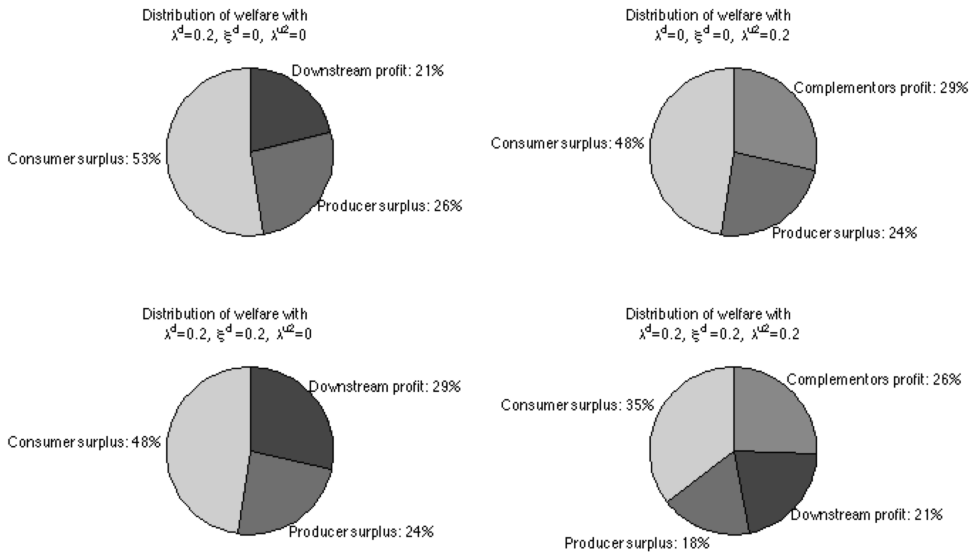 Distribution of welfare with
λᵈ=0.2, ξᵈ=0, λᵘ²=0
Downstream profit: 21%
Consumer surplus: 53%
Producer surplus: 26%
Distribution of welfare with
λᵈ=0, ξᵈ=0, λᵘ²=0.2
Complementors profit: 29%
Consumer surplus: 48%
Producer surplus: 24%
Distribution of welfare with
λᵈ=0.2, ξᵈ=0.2, λᵘ²=0
Downstream profit: 29%
Consumer surplus: 48%
Producer surplus: 24%
Distribution of welfare with
λᵈ=0.2, ξᵈ=0.2, λᵘ²=0.2
Complementors profit: 26%
Consumer surplus: 35%
Downstream profit: 21%
Producer surplus: 18%